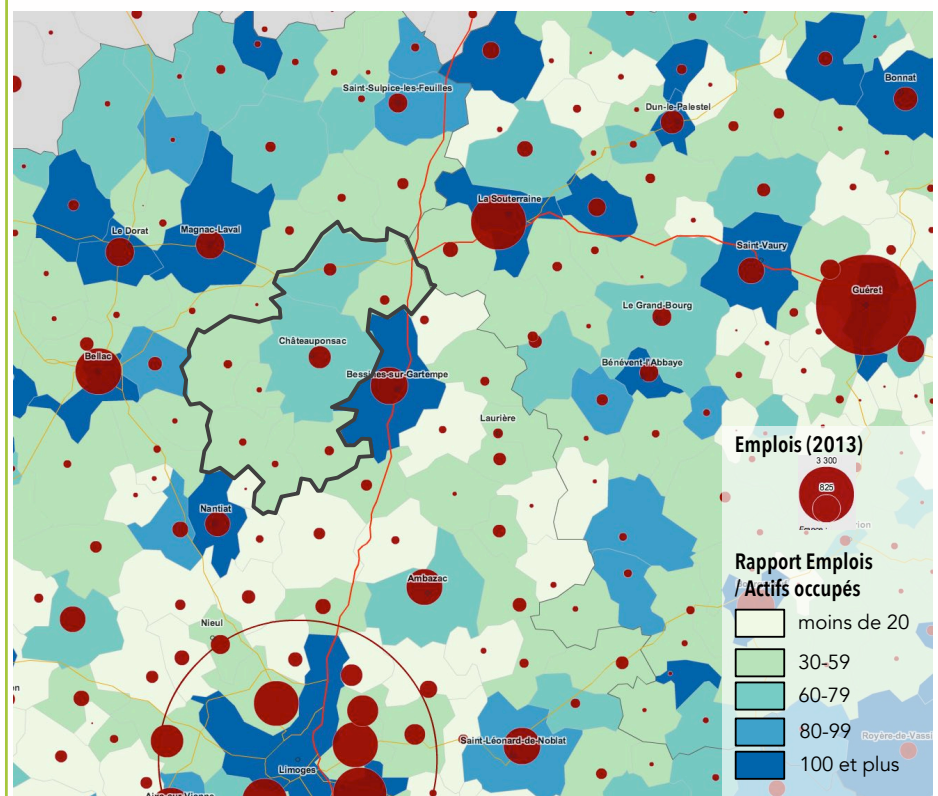 Bonnat
Saint-Sulpice-les-Feuilles
Dun-le-Palestel
La Souterraine
Le Dorat
Magnac-Laval
Saint-Vaury
Guéret
Le Grand-Bourg
Châteauponsac
Bellac
Bessines-sur-Gartempe
Bénévent-l'Abbaye
Laurière
Nantiat
Ambazac
Nieul
Saint-Léonard-de-Noblat
Limoges
Emplois (2013)
3 300
825
Rapport Emplois
/ Actifs occupés
moins de 20
30-59
60-79
80-99
100 et plus